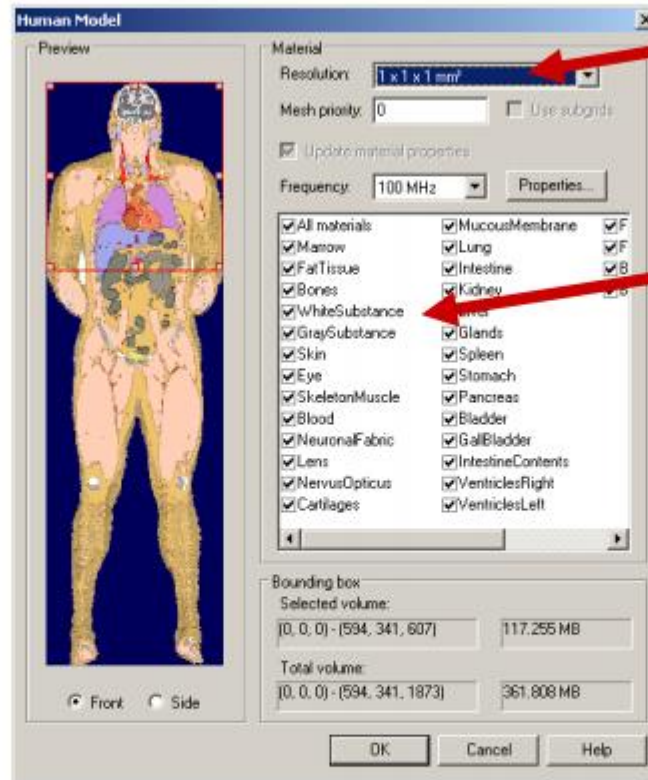 Human Model
Preview
Material
Resolution: 1 x 1 x 1 mm³
Mesh priority: 0 Use subgrids
Update material properties
Frequency: 100 MHz Properties...
All materials MucousMembrane F
Marrow Lung F
FatTissue Intestine B
Bones Kidney
WhiteSubstance
GraySubstance Glands
Skin Spleen
Eye Stomach
SkeletonMuscle Pancreas
Blood Bladder
NeuronalFabric GallBladder
Lens IntestineContents
NervusOpticus VentriclesRight
Cartilages VentriclesLeft
Bounding box
Selected volume:
(0, 0, 0) - (594, 341, 607) 117.255 MB
Total volume:
(0, 0, 0) - (594, 341, 1873) 361.808 MB
Front Side
OK Cancel Help